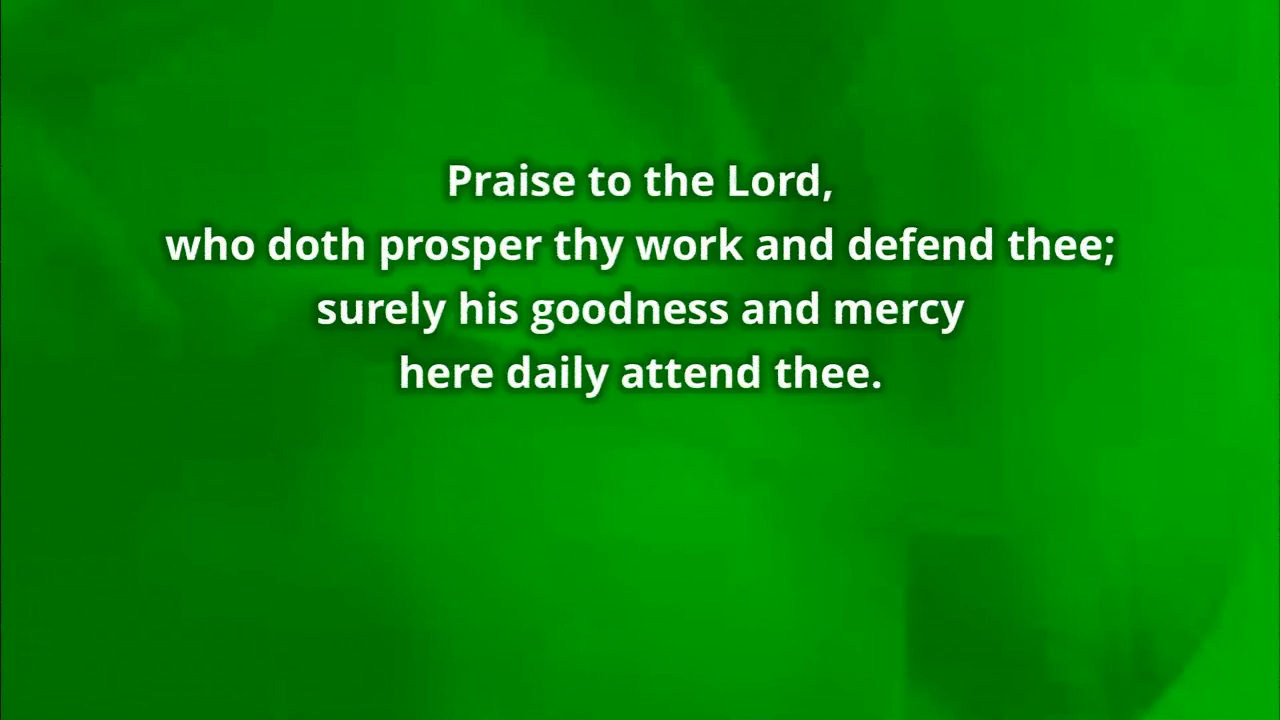 Praise to the Lord,
who doth prosper thy work and defend thee;
surely his goodness and mercy
here daily attend thee.